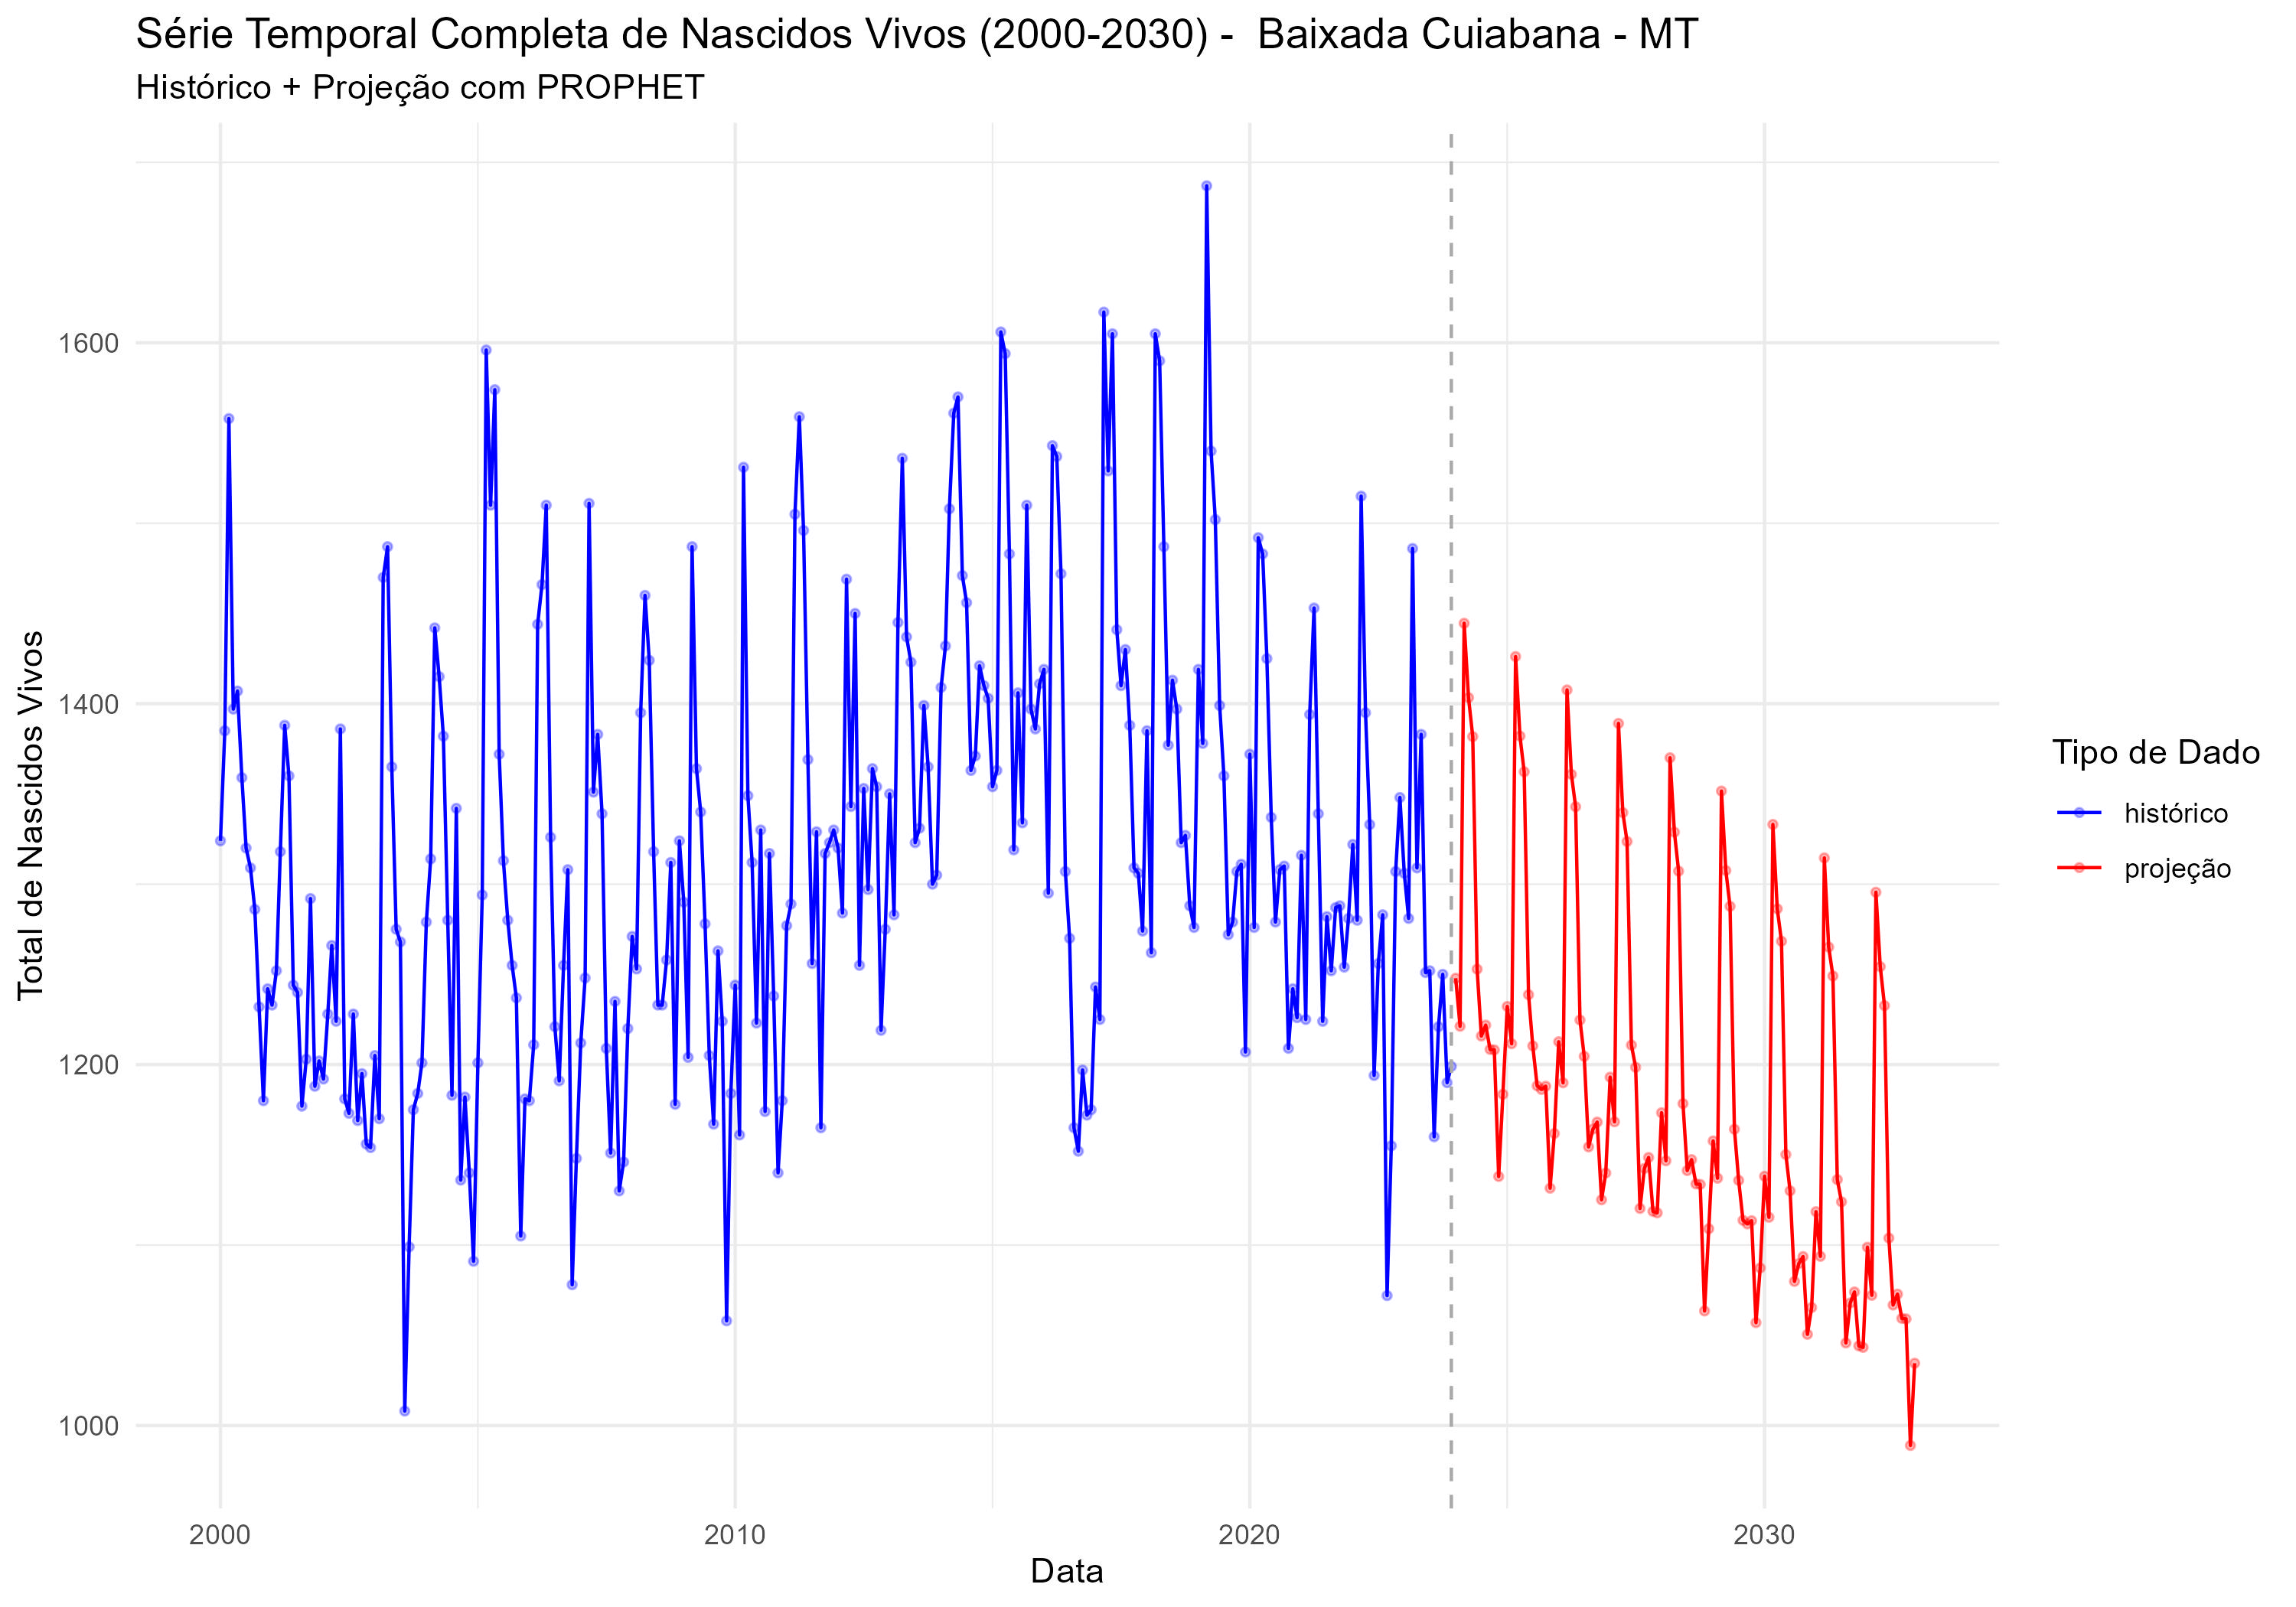 Série Temporal Completa de Nascidos Vivos (2000-2030) -  Baixada Cuiabana - MT
Histórico + Projeção com PROPHET
Total de Nascidos Vivos
1600
1400
1200
1000
2000
2010
2020
2030
Data
Tipo de Dado
histórico
projeção